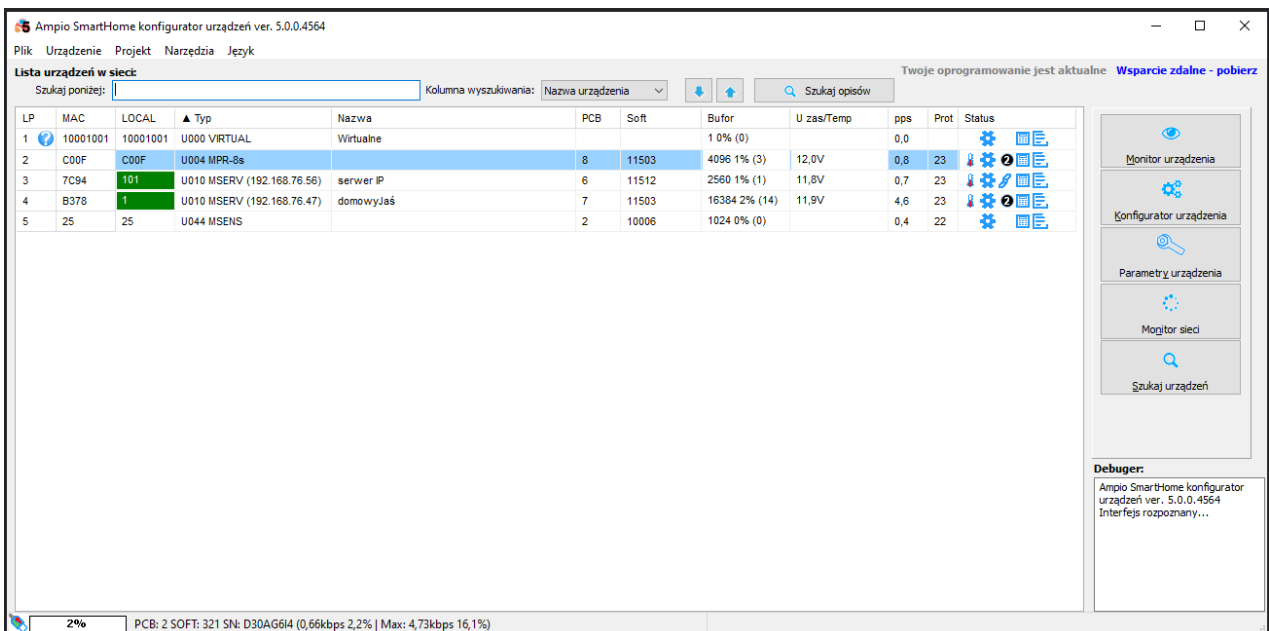 Ampio SmartHome konfigurator urządzeń ver. 5.0.0.4564
Plik Urządzenie Projekt Narzędzia Język
Lista urządzeń w sieci:
Twoje oprogramowanie jest aktualne Wsparcie zdalne - pobierz
Szukaj poniżej: Kolumna wyszukiwania: Nazwa urządzenia Szukaj opisów
LP MAC LOCAL ▲ Typ Nazwa PCB Soft Bufor U zas/Temp pps Prot Status
1 ? 10001001 10001001 U000 VIRTUAL Wirtualne 1 0% (0) 0,0
2 C00F C00F U004 MPR-8s 8 11503 4096 1% (3) 12,0V 0,8 23 2
3 7C94 101 U010 MSERV (192.168.76.56) serwer IP 6 11512 2560 1% (1) 11,8V 0,7 23
4 B378 1 U010 MSERV (192.168.76.47) domowyJaś 7 11503 16384 2% (14) 11,9V 4,6 23 2
5 25 25 U044 MSENS 2 10006 1024 0% (0) 0,4 22
Monitor urządzenia
Konfigurator urządzenia
Parametry urządzenia
Monitor sieci
Szukaj urządzeń
Debuger:
Ampio SmartHome konfigurator
urządzeń ver. 5.0.0.4564
Interfejs rozpoznany...
2% PCB: 2 SOFT: 321 SN: D30AG6I4 (0,66kbps 2,2% | Max: 4,73kbps 16,1%)